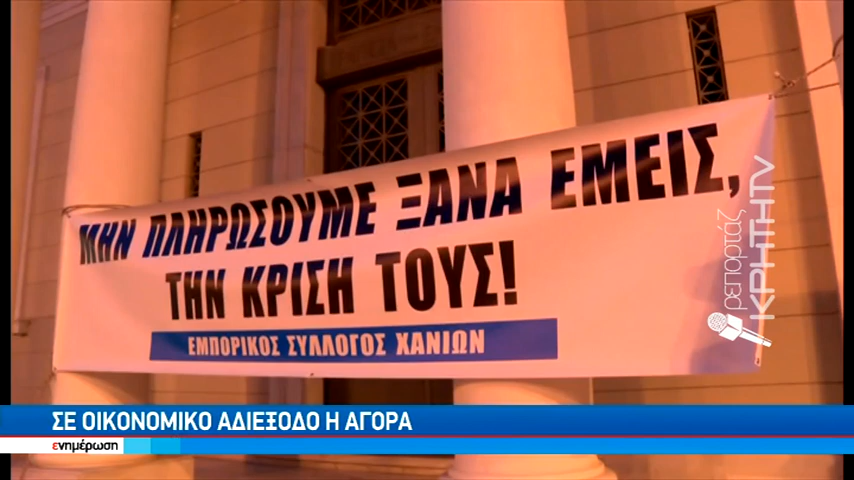 ΜΗΝ ΠΛΗΡΩΣΟΥΜΕ ΞΑΝΑ ΕΜΕΙΣ,
ΤΗΝ ΚΡΙΣΗ ΤΟΥΣ!
ΕΜΠΟΡΙΚΟΣ ΣΥΛΛΟΓΟΣ ΧΑΝΙΩΝ
ρεπορτάζ
ΚΡΗΤΗTV
ΣΕ ΟΙΚΟΝΟΜΙΚΟ ΑΔΙΕΞΟΔΟ Η ΑΓΟΡΑ
ενημέρωση